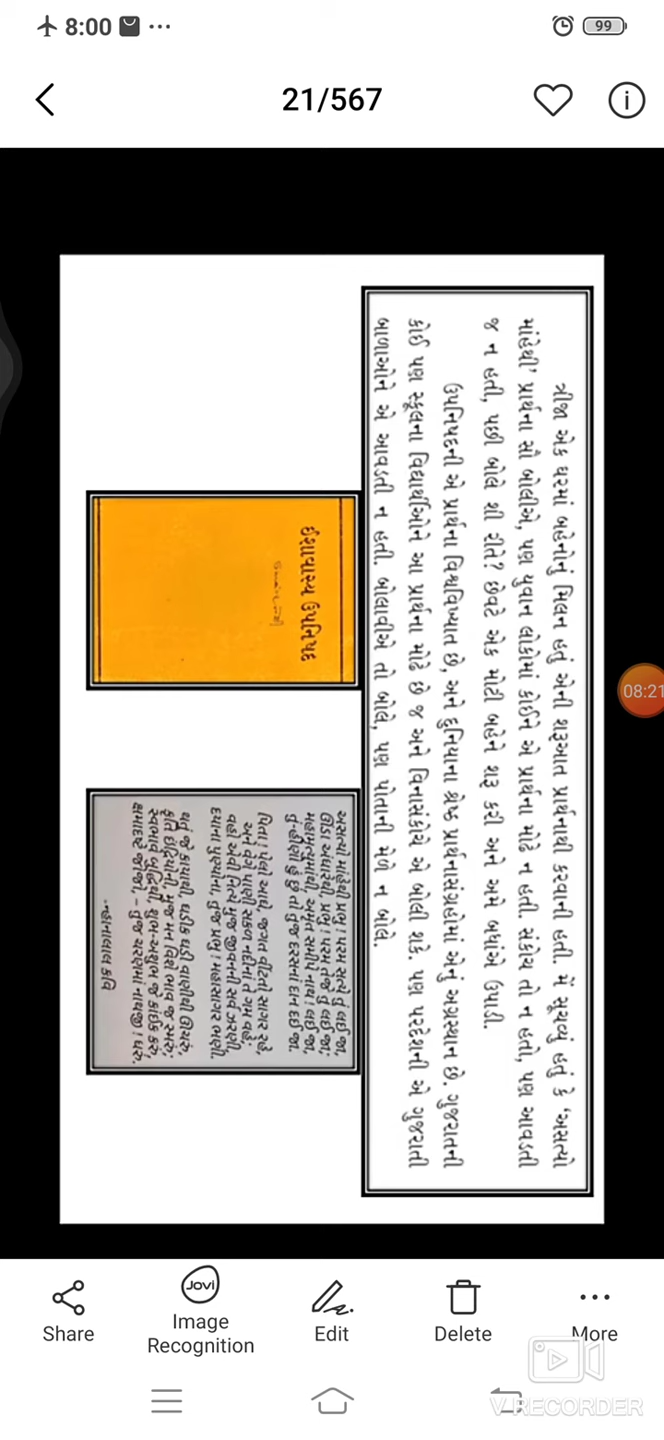 8:00
99
21/567
ત્રીજા એક ઘરમાં બહેનોનું મિલન હતું એની શરૂઆત પ્રાર્થનાથી કરવાની હતી. મેં સૂચવ્યું હતું કે ‘અસત્યો
માંહેથી’ પ્રાર્થના સૌ બોલીએ, પણ યુવાન લોકોમાં કોઈને એ પ્રાર્થના મોઢે ન હતી. સંકોચ તો ન હતો, પણ આવડતી
જ ન હતી, પછી બોલે શી રીતે? છેવટે એક મોટી બહેને શરૂ કરી અને અમે બધાંએ ઉપાડી.
ઉપનિષદની એ પ્રાર્થના વિશ્વવિખ્યાત છે, અને દુનિયાના શ્રેષ્ઠ પ્રાર્થનાસંગ્રહોમાં એનું અગ્રસ્થાન છે. ગુજરાતની
કોઈ પણ સ્કૂલના વિદ્યાર્થીઓને આ પ્રાર્થના મોઢે છે જ અને વિનાસંકોચે એ બોલી શકે. પણ પરદેશની એ ગુજરાતી
બાળાઓને એ આવડતી ન હતી. બોલાવીએ તો બોલે, પણ પોતાની મેળે ન બોલે.
ઈશાવાસ્ય ઉપનિષદ
અસત્યો માંહેથી પ્રભુ ! પરમ સત્યે તું લઈ જા,
ઊંડા અંધારેથી, પ્રભુ ! પરમ તેજે તું લઈ જા;
મહામૃત્યુમાંથી, અમૃત સમીપે નાથ ! લઈ જા,
તું-હીણો હું છું તો તુજ દરસનાં દાન દઈ જા.
પિતા ! પેલો આઘે, જગત વીંટતો સાગર રહે,
અને વેગે પાણી સકળ નદીનાં તે ગમ વહે;
વહો એવી નિત્યે મુજ જીવનની સર્વ ઝરણી,
દયાના પુણ્યોના, તુજ પ્રભુ ! મહાસાગર ભણી.
થતું જે કાયાથી, ઘડીક ઘડી વાણીથી ઊચરું,
કૃતિ ઇંદ્રિયોની, મુજ મન વિશે ભાવ જ સ્મરું;
સ્વભાવે બુદ્ધિથી, શુભ-અશુભ જે કાંઈક કરું,
ક્ષમાદૃષ્ટે જોજો, – તુજ ચરણમાં નાથજી ! ધરું.
-ન્હાનાલાલ કવિ
08:21
Share
Jovi
Image
Recognition
Edit
Delete
More
V RECORDER